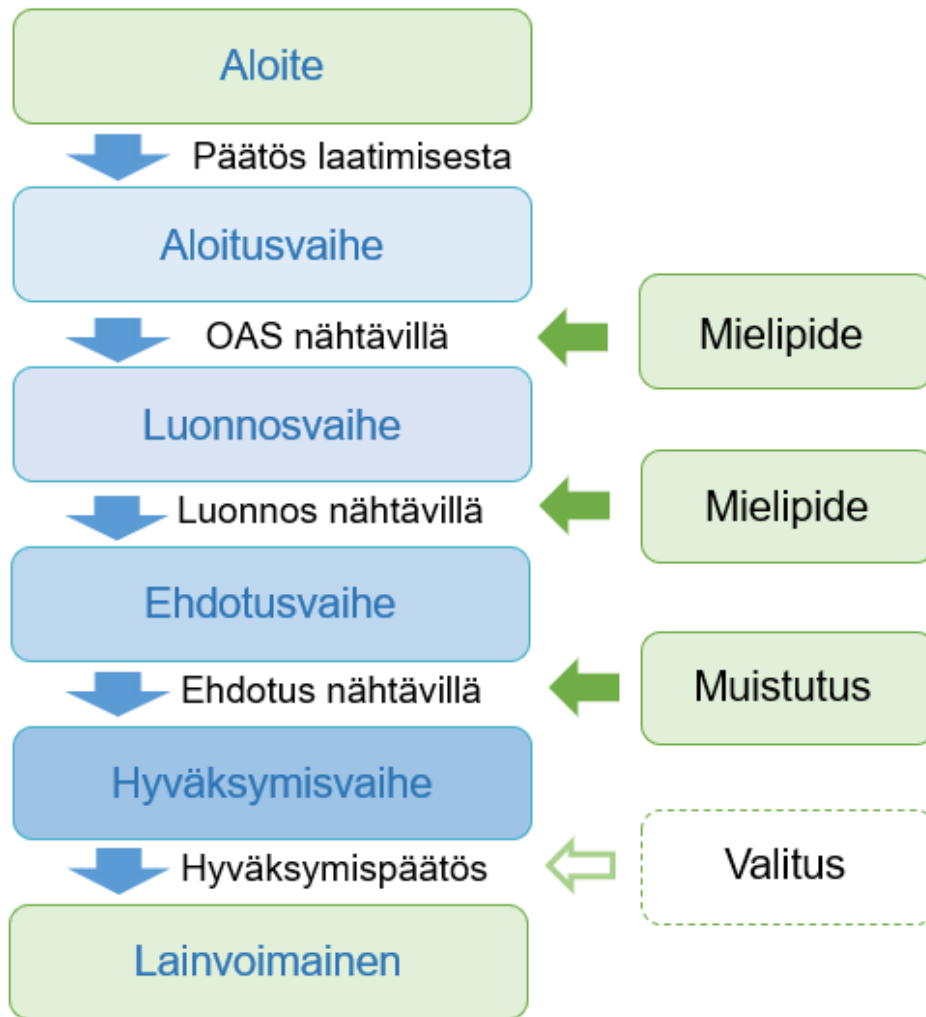 Aloite
Päätös laatimisesta
Aloitusvaihe
OAS nähtävillä
Mielipide
Luonnosvaihe
Luonnos nähtävillä
Mielipide
Ehdotusvaihe
Ehdotus nähtävillä
Muistutus
Hyväksymisvaihe
Hyväksymispäätös
Valitus
Lainvoimainen